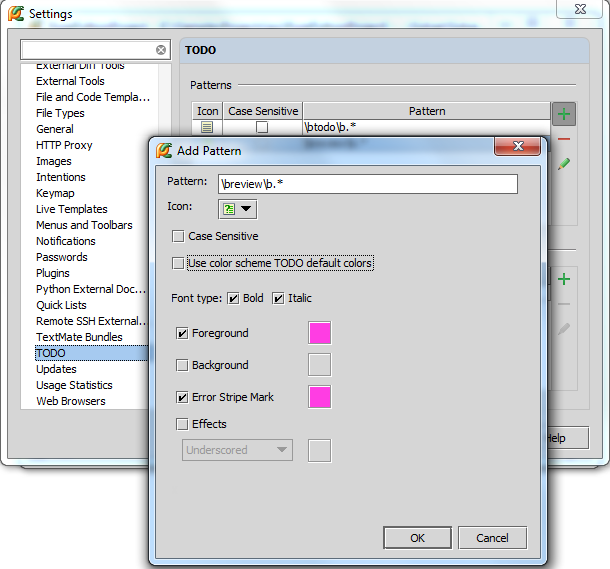 Settings
TODO
External Diff Tools
External Tools
File and Code Templa...
File Types
General
HTTP Proxy
Images
Intentions
Keymap
Live Templates
Menus and Toolbars
Notifications
Passwords
Plugins
Python External Doc...
Quick Lists
Remote SSH External...
TextMate Bundles
TODO
Updates
Usage Statistics
Web Browsers
Patterns
Icon Case Sensitive Pattern
\btodo\b.*
Add Pattern
Pattern: \breview\b.*
Icon:
Case Sensitive
Use color scheme TODO default colors
Font type: Bold Italic
Foreground
Background
Error Stripe Mark
Effects
Underscored
OK Cancel
Help